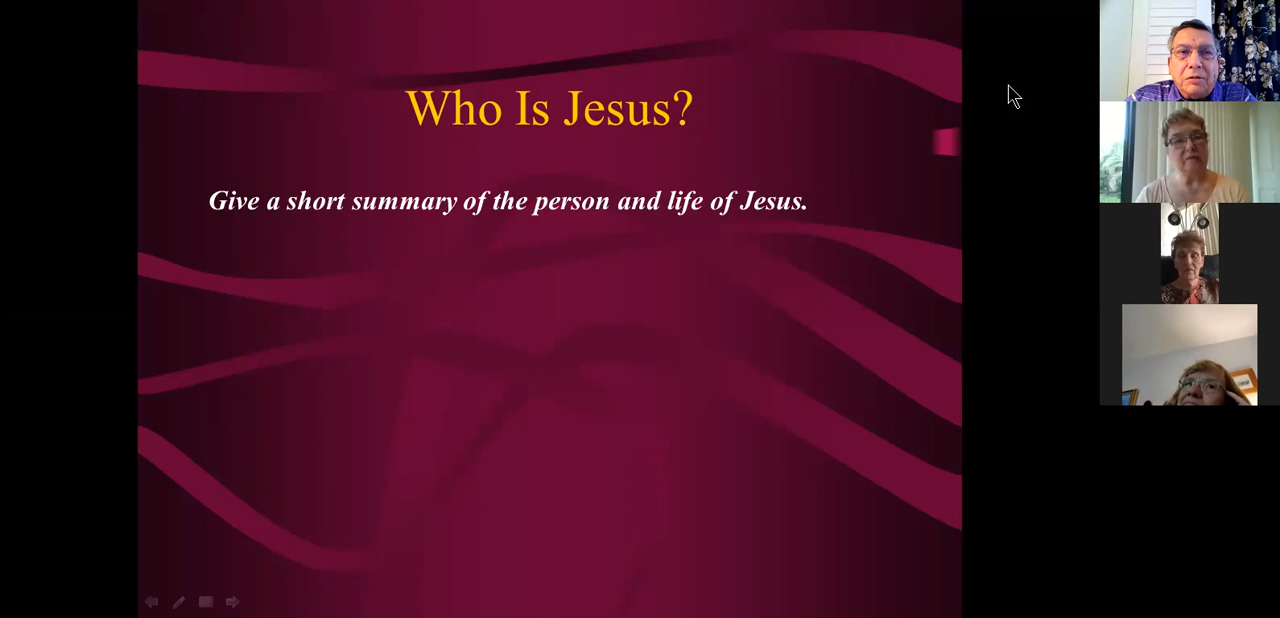 Who Is Jesus?
Give a short summary of the person and life of Jesus.